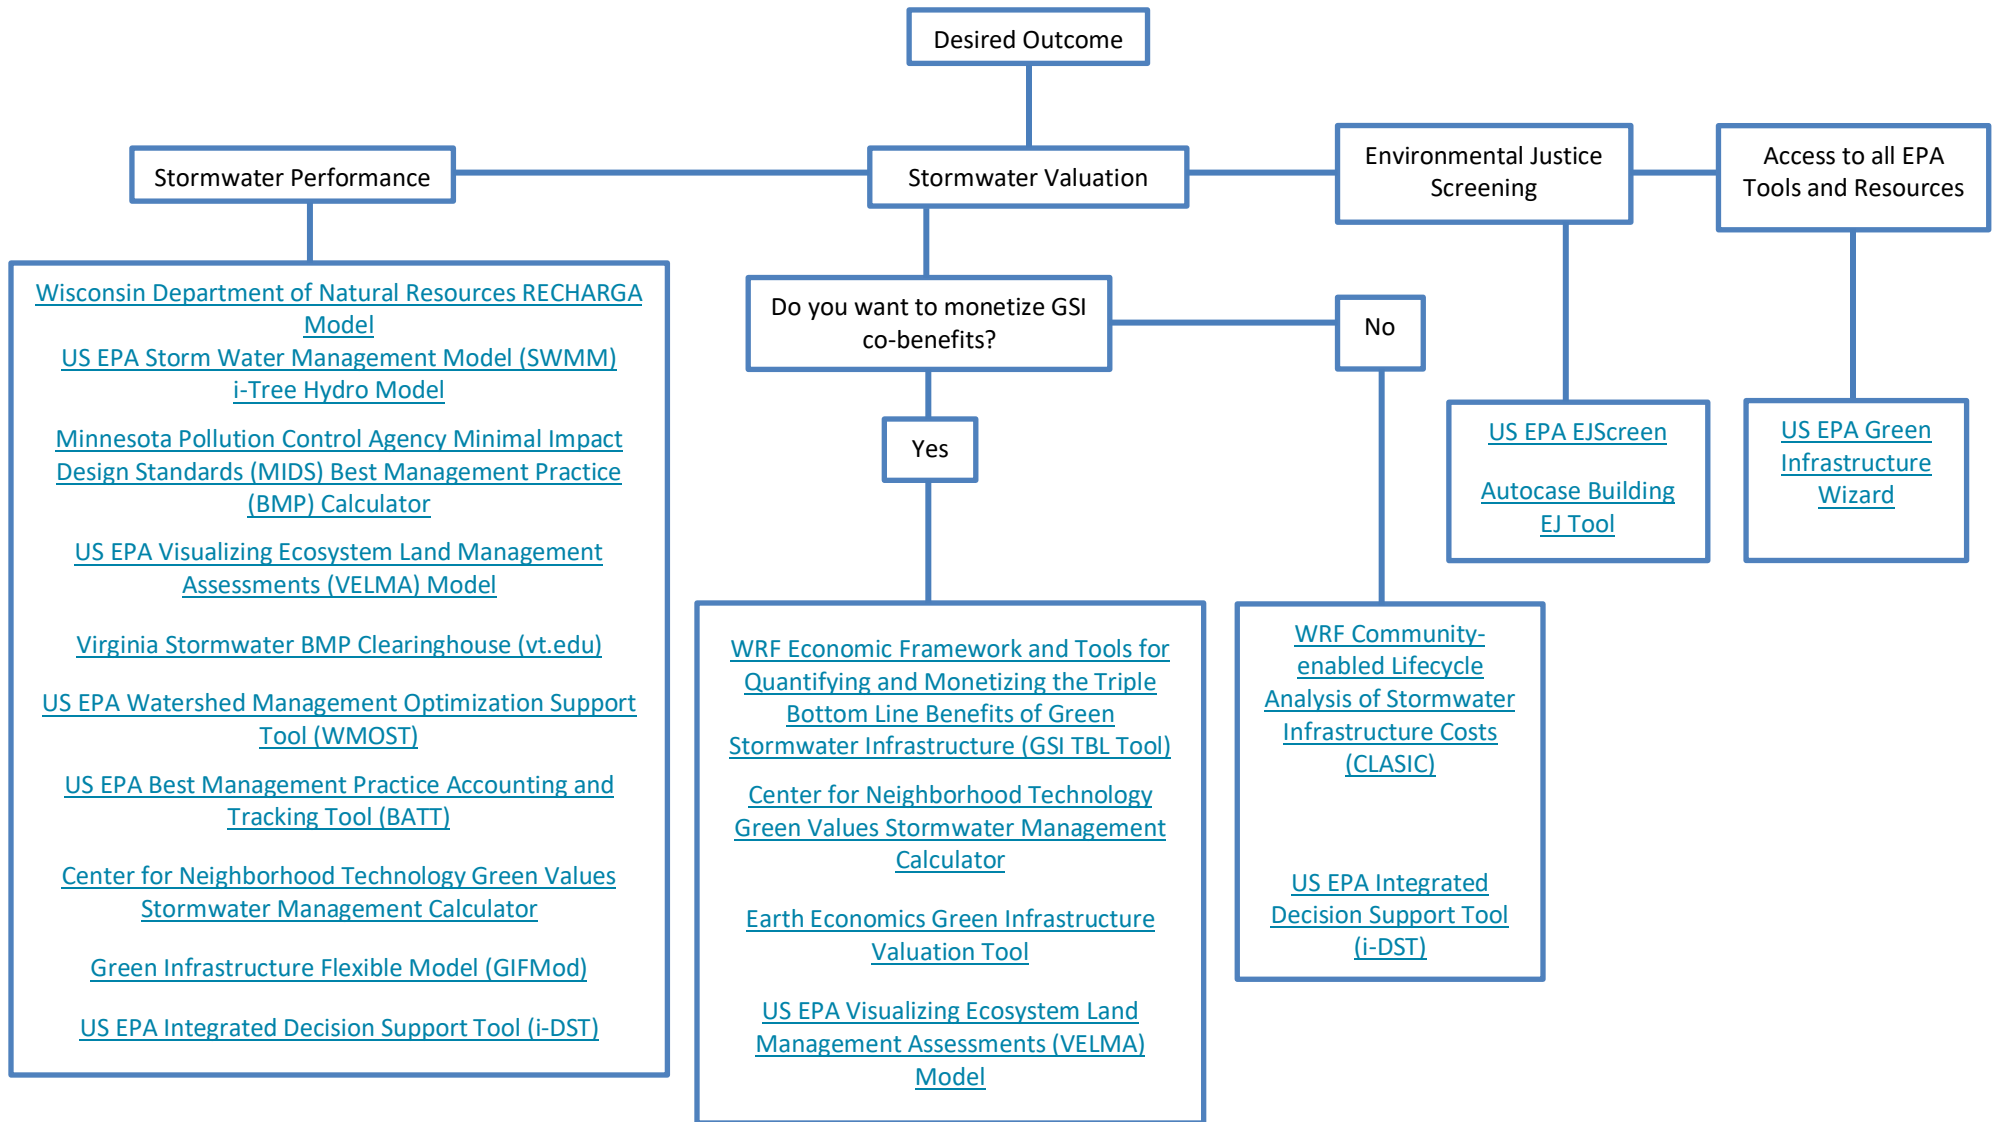 Desired Outcome
Stormwater Performance
Stormwater Valuation
Environmental Justice
Screening
Access to all EPA
Tools and Resources
Wisconsin Department of Natural Resources RECHARGA
Model
US EPA Storm Water Management Model (SWMM)
i-Tree Hydro Model
Minnesota Pollution Control Agency Minimal Impact
Design Standards (MIDS) Best Management Practice
(BMP) Calculator
US EPA Visualizing Ecosystem Land Management
Assessments (VELMA) Model
Virginia Stormwater BMP Clearinghouse (vt.edu)
US EPA Watershed Management Optimization Support
Tool (WMOST)
US EPA Best Management Practice Accounting and
Tracking Tool (BATT)
Center for Neighborhood Technology Green Values
Stormwater Management Calculator
Green Infrastructure Flexible Model (GIFMod)
US EPA Integrated Decision Support Tool (i-DST)
Do you want to monetize GSI
co-benefits?
No
Yes
WRF Economic Framework and Tools for
Quantifying and Monetizing the Triple
Bottom Line Benefits of Green
Stormwater Infrastructure (GSI TBL Tool)
Center for Neighborhood Technology
Green Values Stormwater Management
Calculator
Earth Economics Green Infrastructure
Valuation Tool
US EPA Visualizing Ecosystem Land
Management Assessments (VELMA)
Model
WRF Community-
enabled Lifecycle
Analysis of Stormwater
Infrastructure Costs
(CLASIC)
US EPA Integrated
Decision Support Tool
(i-DST)
US EPA EJScreen
Autocase Building
EJ Tool
US EPA Green
Infrastructure
Wizard